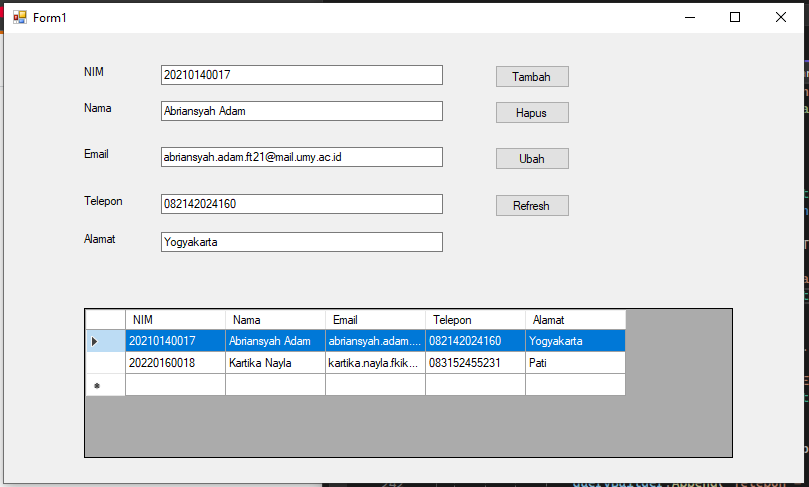 Form1
NIM 20210140017 Tambah
Nama Abriansyah Adam Hapus
Email abriansyah.adam.ft21@mail.umy.ac.id Ubah
Telepon 082142024160 Refresh
Alamat Yogyakarta
NIM Nama Email Telepon Alamat
20210140017 Abriansyah Adam abriansyah.adam.... 082142024160 Yogyakarta
20220160018 Kartika Nayla kartika.nayla.fkik... 083152455231 Pati